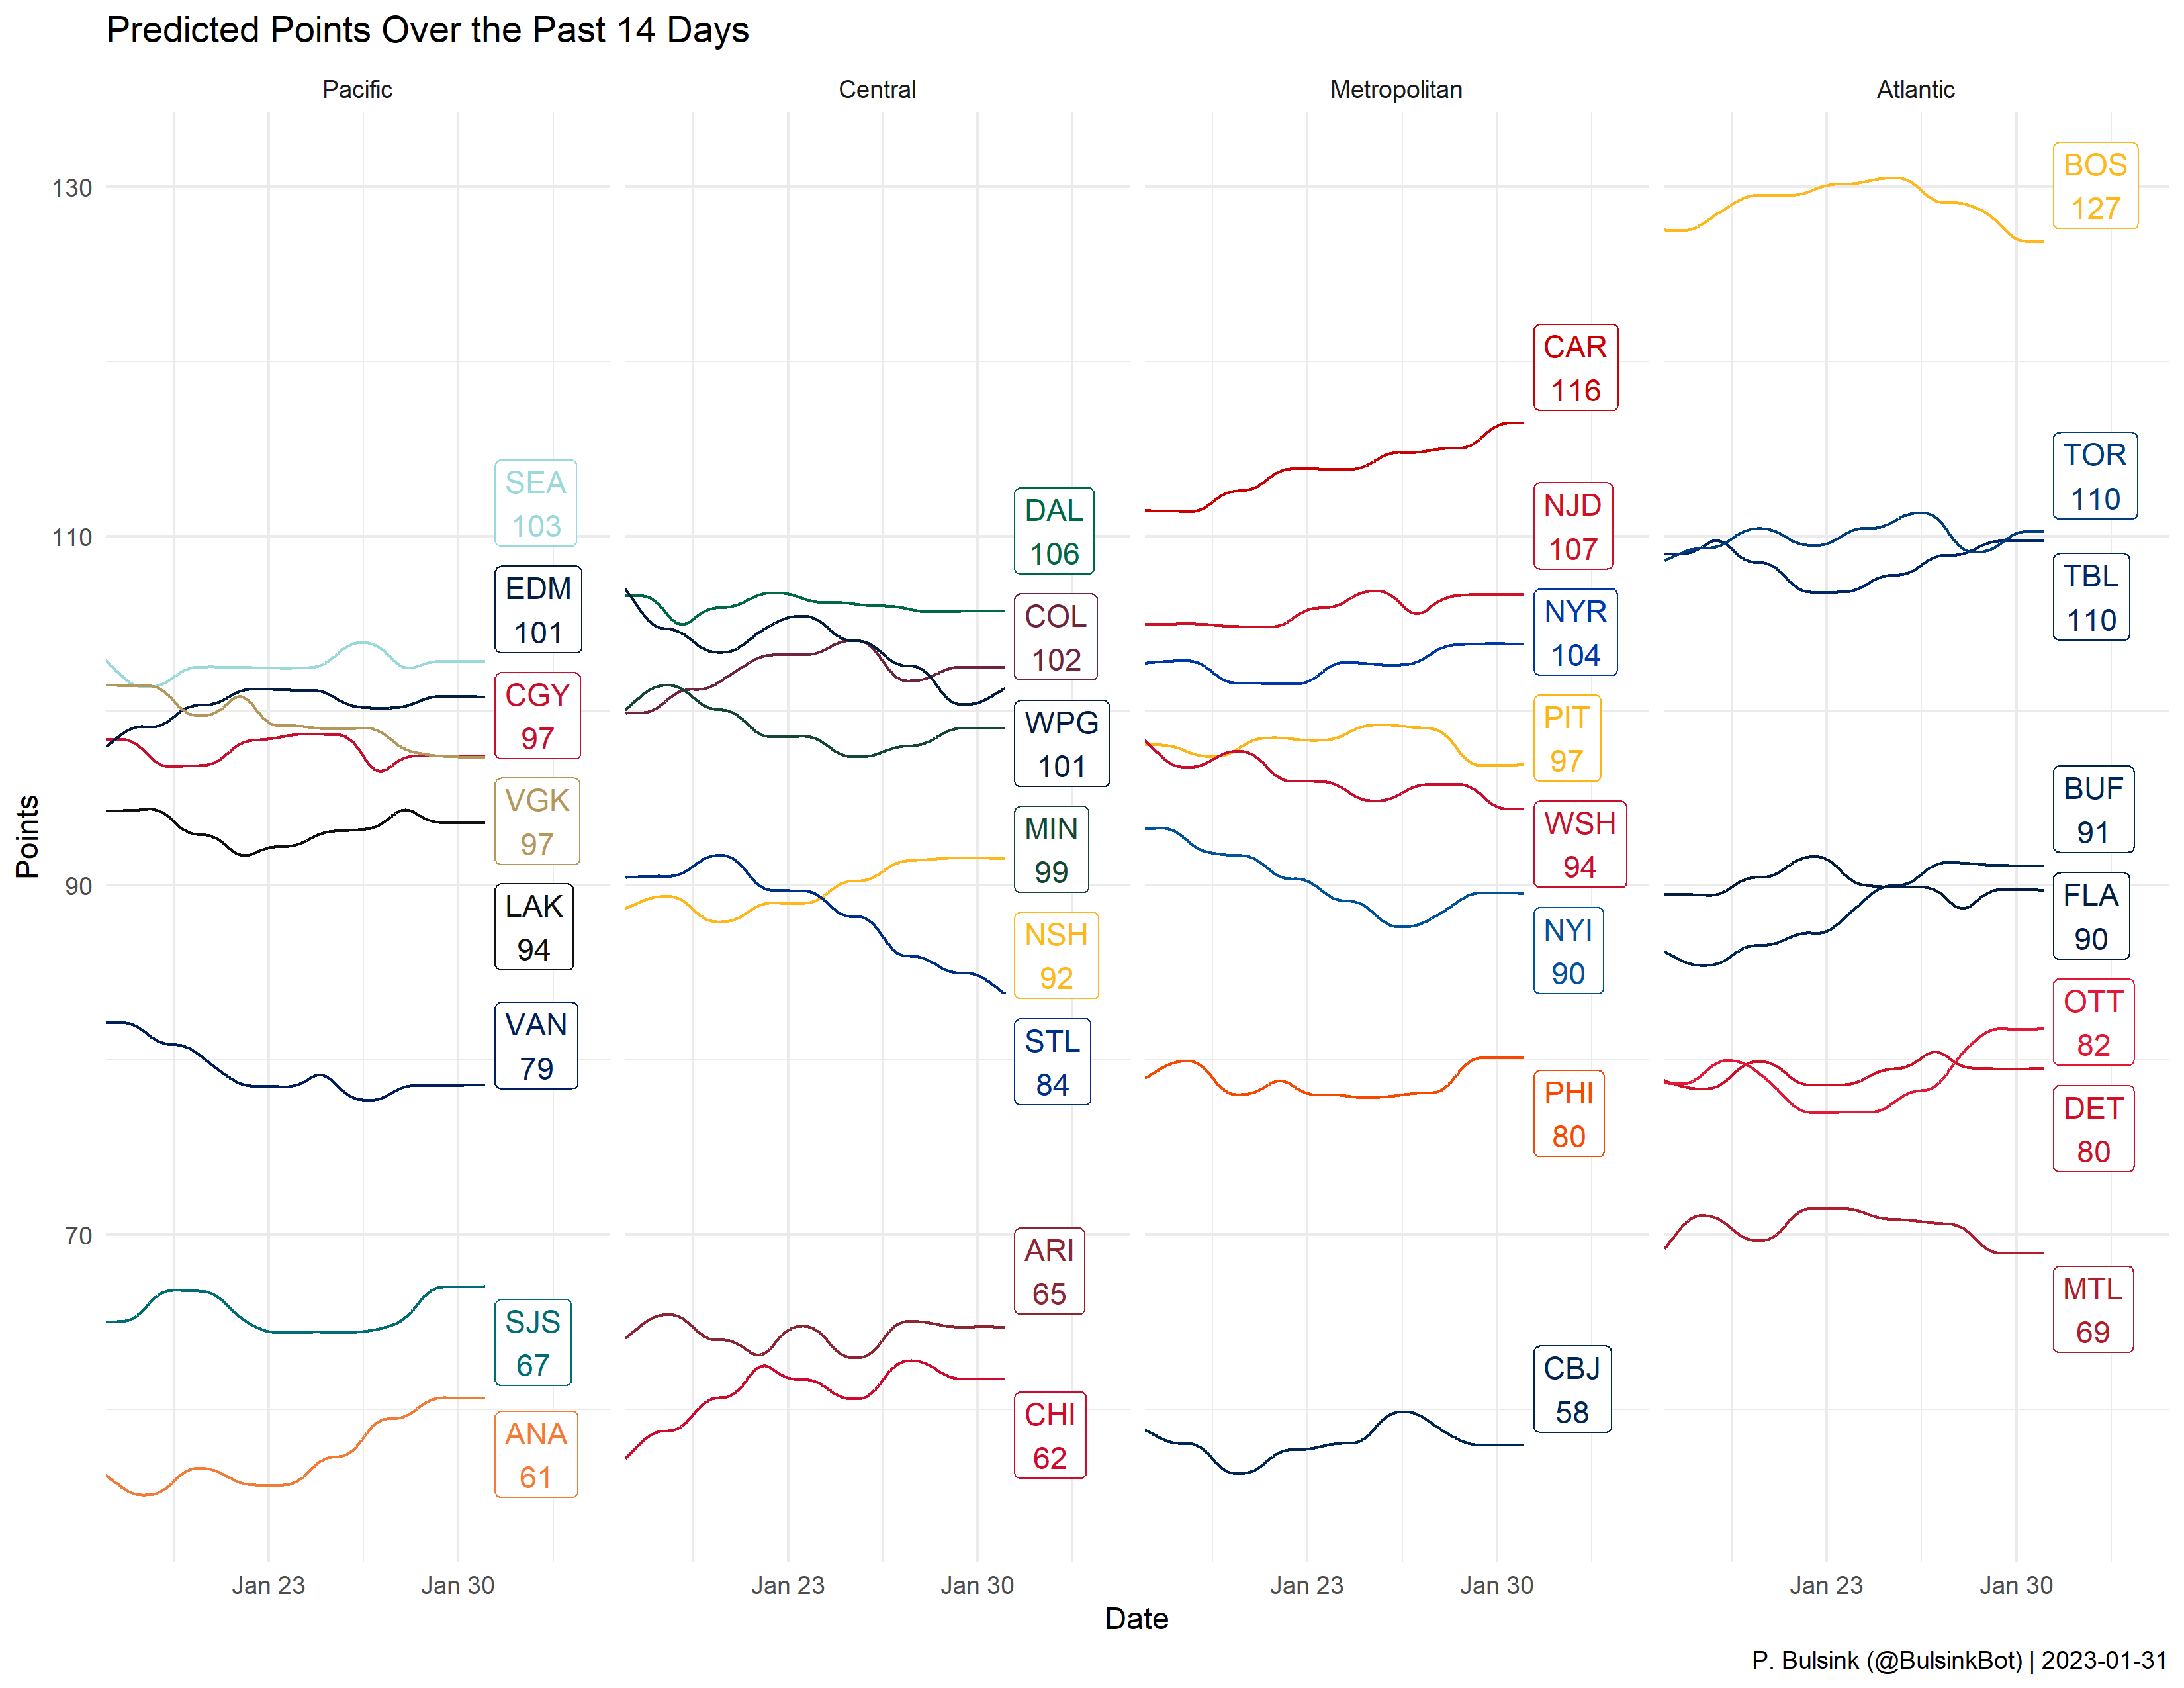 Predicted Points Over the Past 14 Days
Pacific
Central
Metropolitan
Atlantic
Points
130
110
90
70
SEA
103
EDM
101
CGY
97
VGK
97
LAK
94
VAN
79
SJS
67
ANA
61
DAL
106
COL
102
WPG
101
MIN
99
NSH
92
STL
84
ARI
65
CHI
62
CAR
116
NJD
107
NYR
104
PIT
97
WSH
94
NYI
90
PHI
80
CBJ
58
BOS
127
TOR
110
TBL
110
BUF
91
FLA
90
OTT
82
DET
80
MTL
69
Jan 23
Jan 30
Jan 23
Jan 30
Jan 23
Jan 30
Jan 23
Jan 30
Date
P. Bulsink (@BulsinkBot) | 2023-01-31